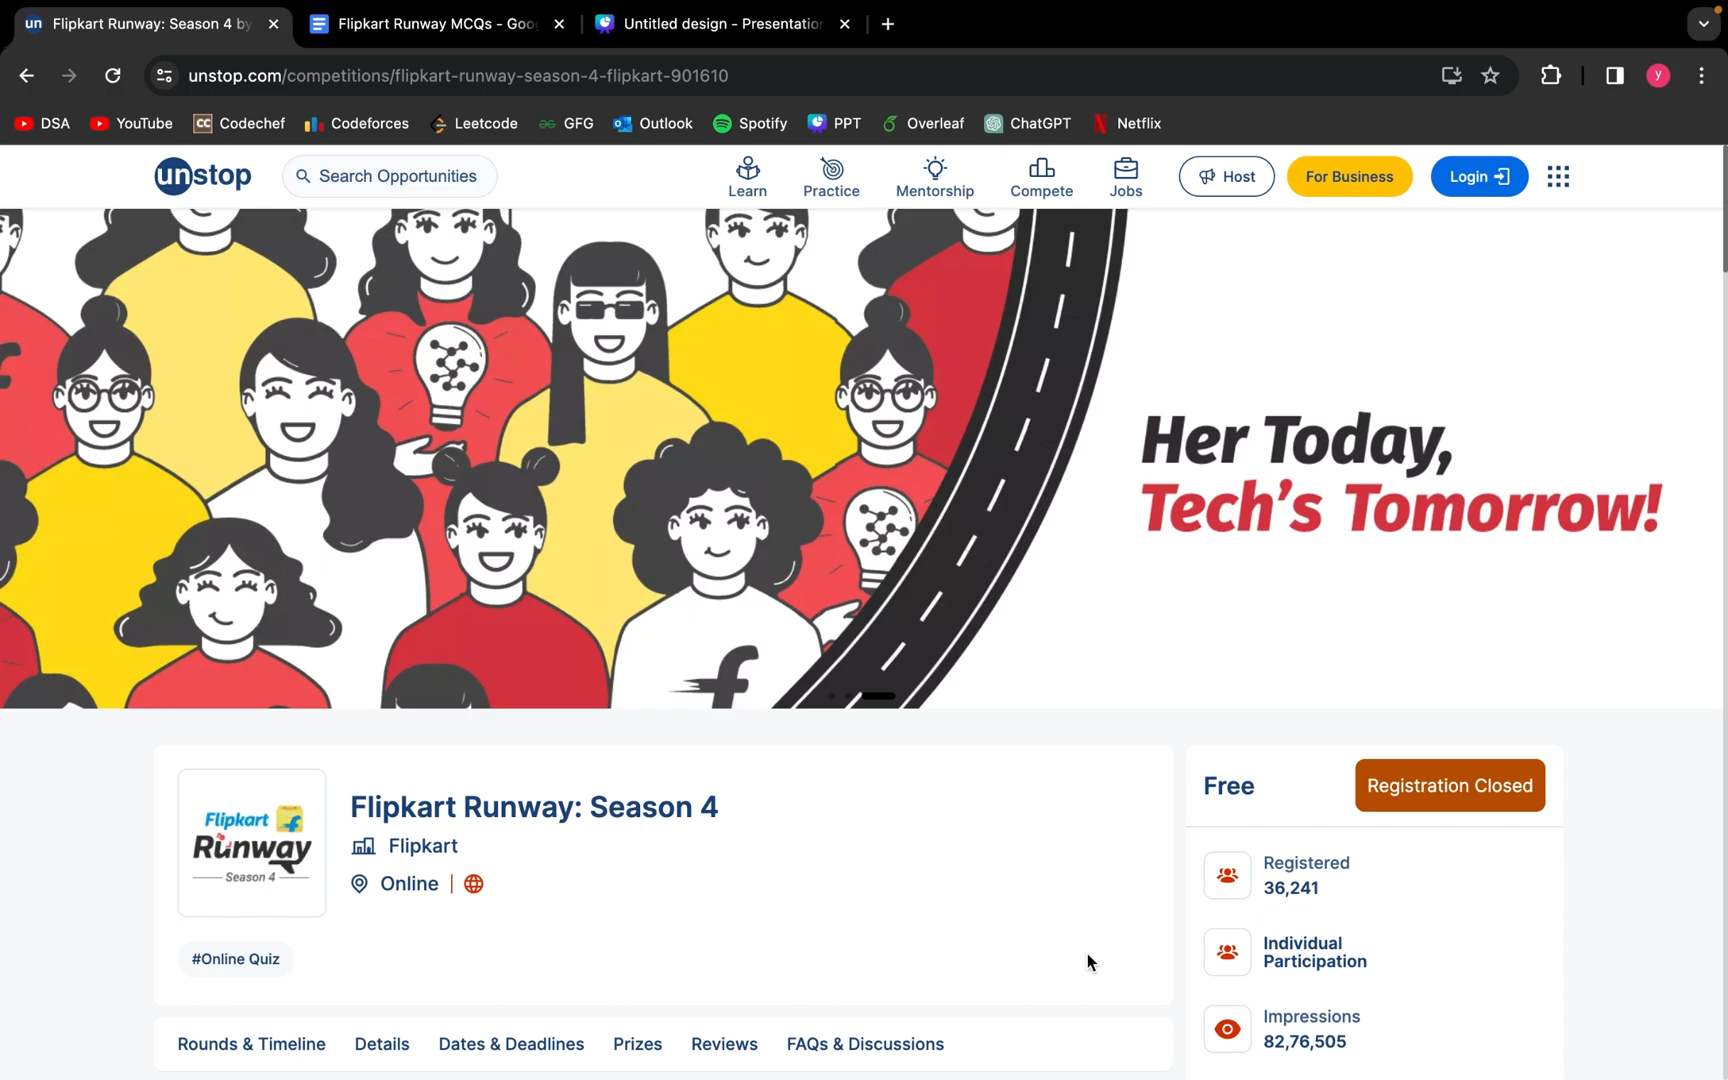 un Flipkart Runway: Season 4 by
Flipkart Runway MCQs - Goo
Untitled design - Presentation
unstop.com/competitions/flipkart-runway-season-4-flipkart-901610
y
DSA
YouTube
CC Codechef
Codeforces
Leetcode
GFG
Outlook
Spotify
PPT
Overleaf
ChatGPT
Netflix
unstop
Search Opportunities
Learn
Practice
Mentorship
Compete
Jobs
Host
For Business
Login
Her Today,
Tech's Tomorrow!
Flipkart
Runway
Season 4
Flipkart Runway: Season 4
Flipkart
Online
#Online Quiz
Free
Registration Closed
Registered
36,241
Individual
Participation
Impressions
82,76,505
Rounds & Timeline
Details
Dates & Deadlines
Prizes
Reviews
FAQs & Discussions